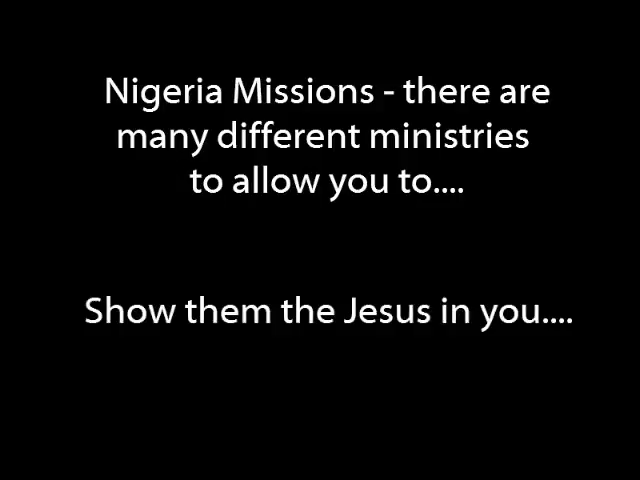 Nigeria Missions - there are
many different ministries
to allow you to....
Show them the Jesus in you....